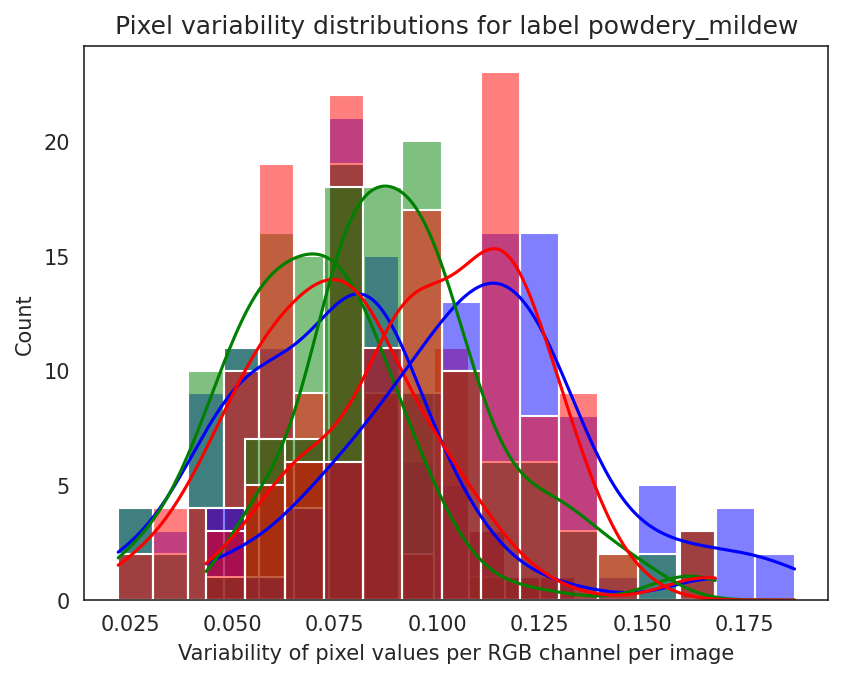 Pixel variability distributions for label powdery_mildew
Count
20
15
10
5
0
0.025 0.050 0.075 0.100 0.125 0.150 0.175
Variability of pixel values per RGB channel per image